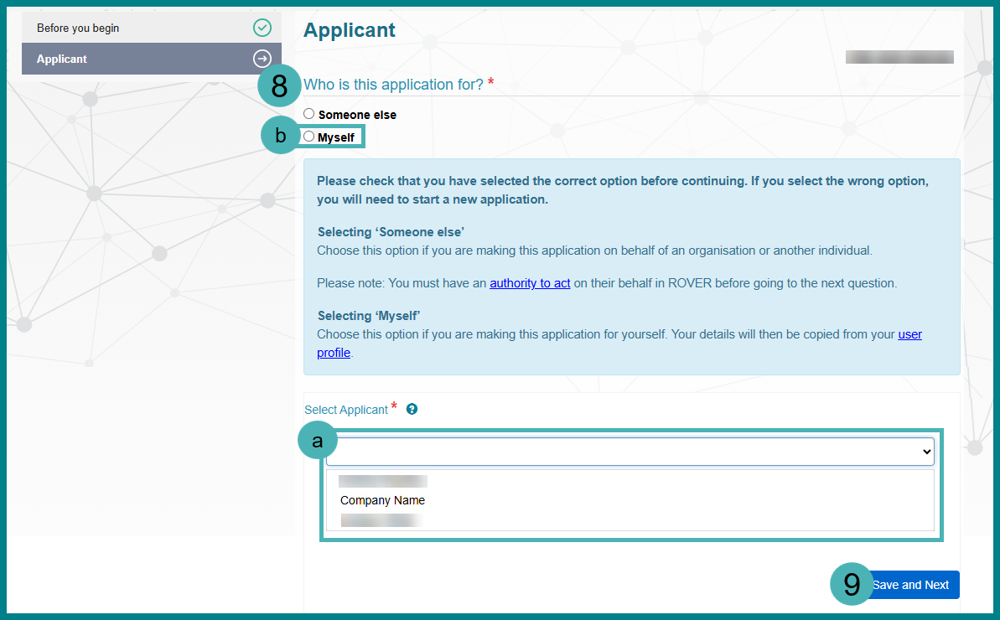 Before you begin
Applicant
Applicant
8
Who is this application for? *
Someone else
b
Myself
Please check that you have selected the correct option before continuing. If you select the wrong option,
you will need to start a new application.
Selecting ‘Someone else’
Choose this option if you are making this application on behalf of an organisation or another individual.
Please note: You must have an authority to act on their behalf in ROVER before going to the next question.
Selecting ‘Myself’
Choose this option if you are making this application for yourself. Your details will then be copied from your user
profile.
Select Applicant * ?
a
Company Name
9
Save and Next